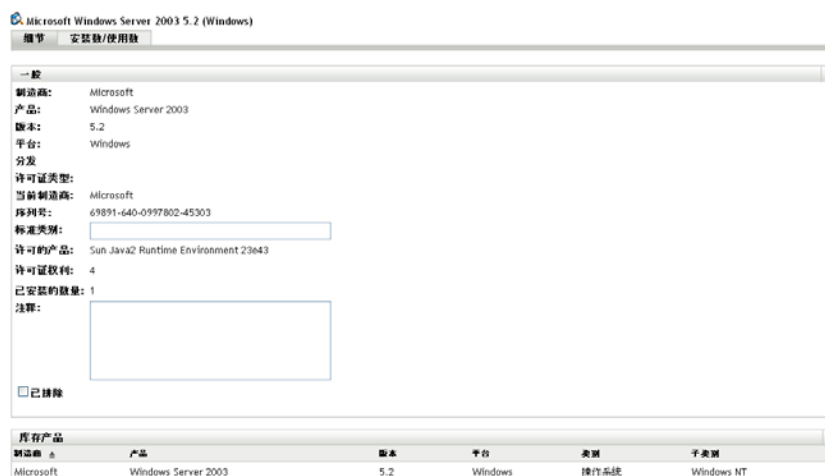 Microsoft Windows Server 2003 5.2 (Windows)
细节 安装数/使用数
一般
制造商: Microsoft
产品: Windows Server 2003
版本: 5.2
平台: Windows
分发
许可证类型:
当前制造商: Microsoft
序列号: 69891-640-0997802-45303
标准类别:
许可的产品: Sun Java2 Runtime Environment 23e43
许可证权利: 4
已安装的数量: 1
注释:
已排除
库存产品
制造商 产品 版本 平台 类别 子类别
Microsoft Windows Server 2003 5.2 Windows 操作系统 Windows NT